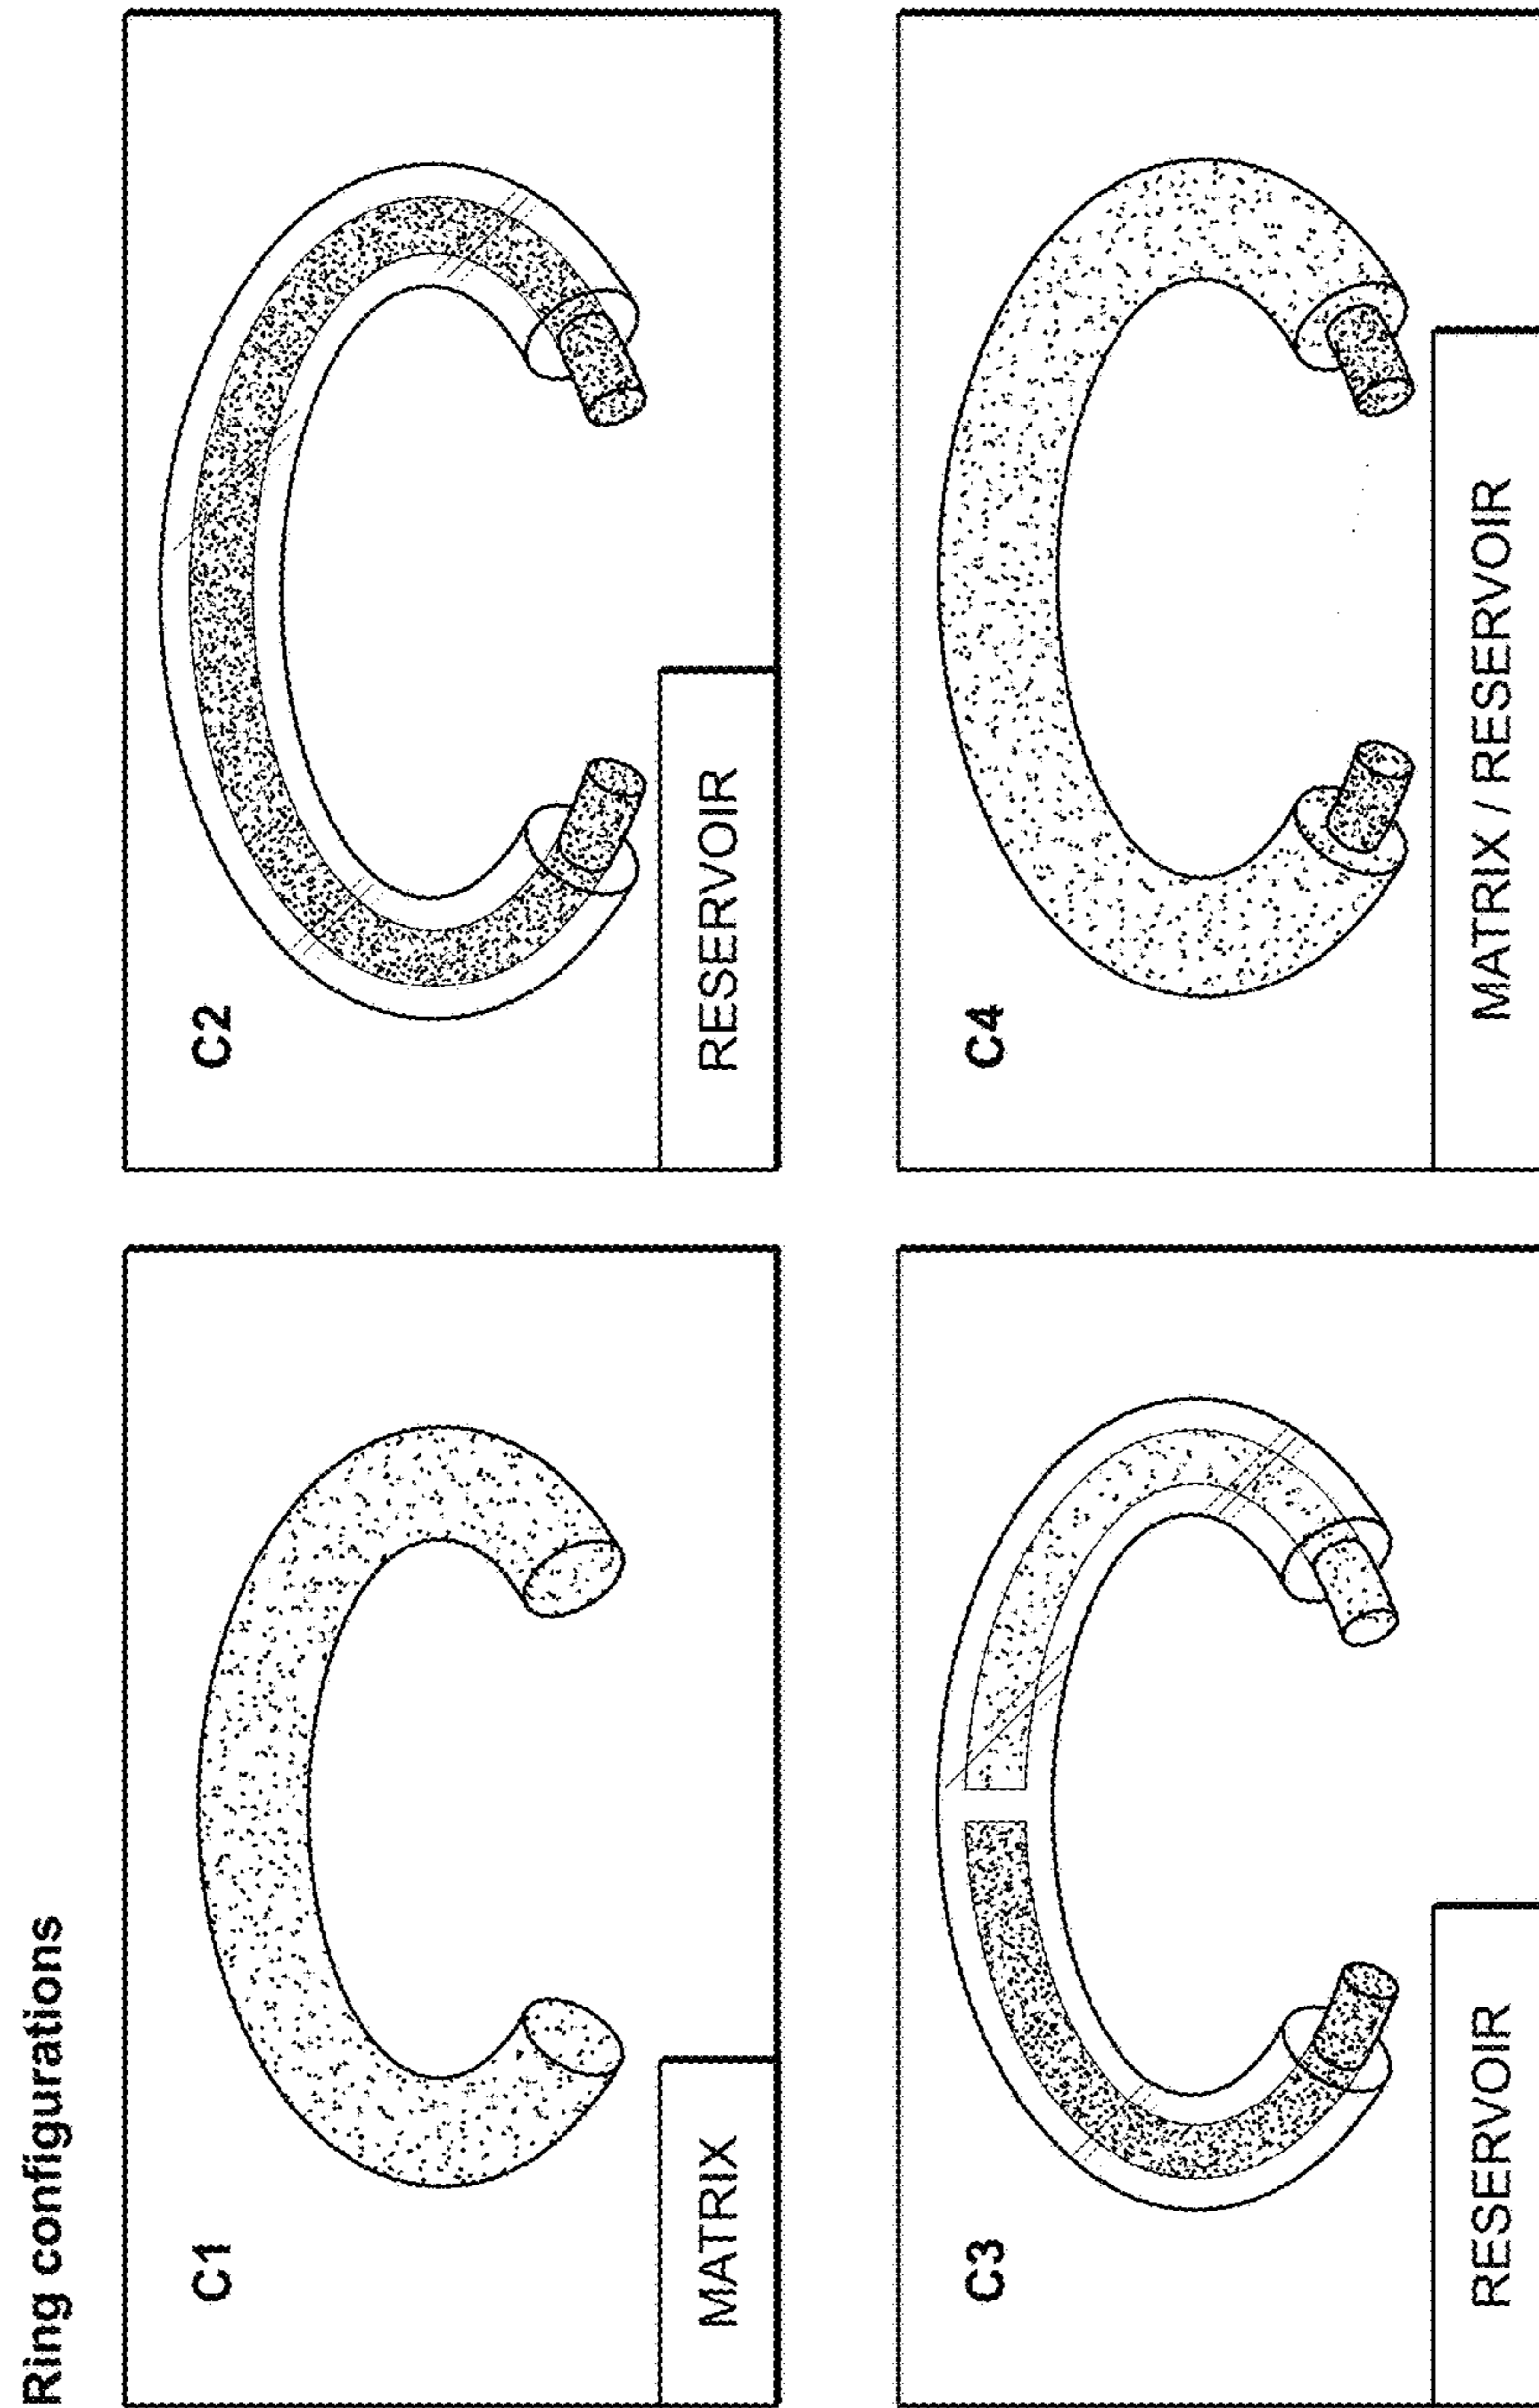 Ring configurations
C1
MATRIX
C2
RESERVOIR
C3
RESERVOIR
C4
MATRIX / RESERVOIR